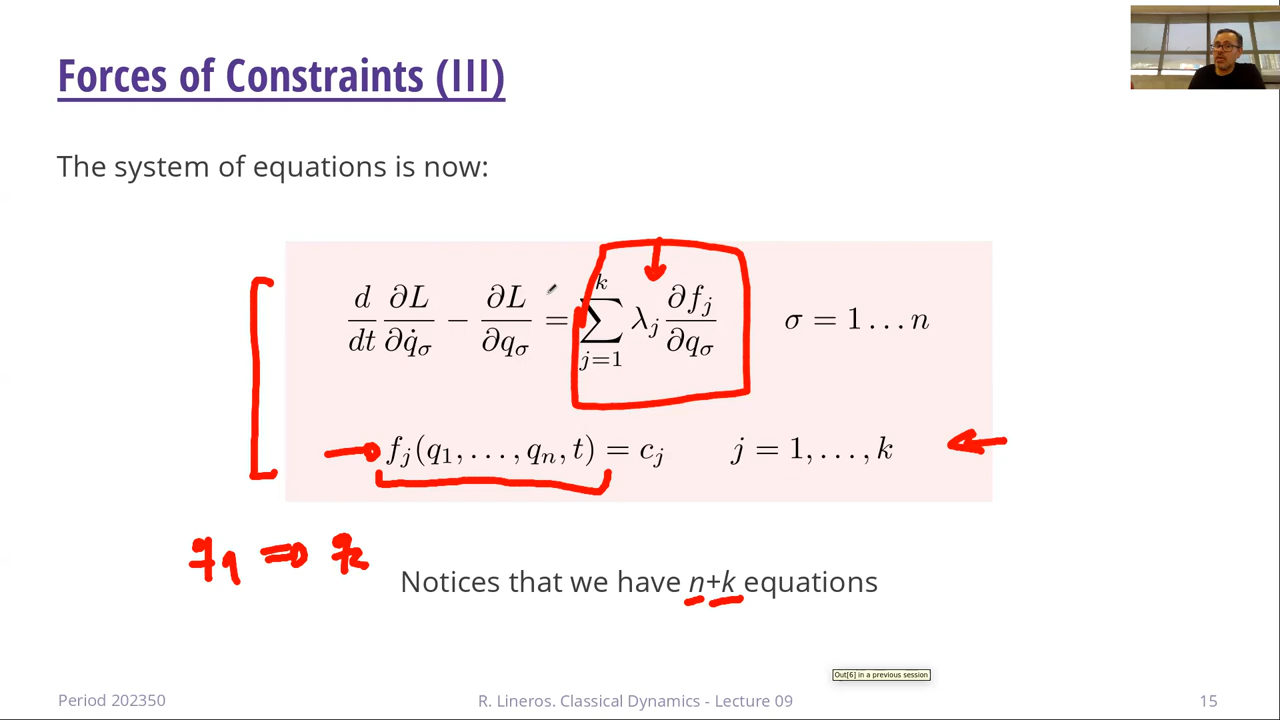 Forces of Constraints (III)
The system of equations is now:
d/dt ∂L/∂q̇_σ − ∂L/∂q_σ = ∑_{j=1}^{k} λ_j ∂f_j/∂q_σ σ = 1 … n
f_j(q_1, …, q_n, t) = c_j j = 1, …, k
Notices that we have n+k equations
Out[6] in a previous session
Period 202350
R. Lineros. Classical Dynamics - Lecture 09
15